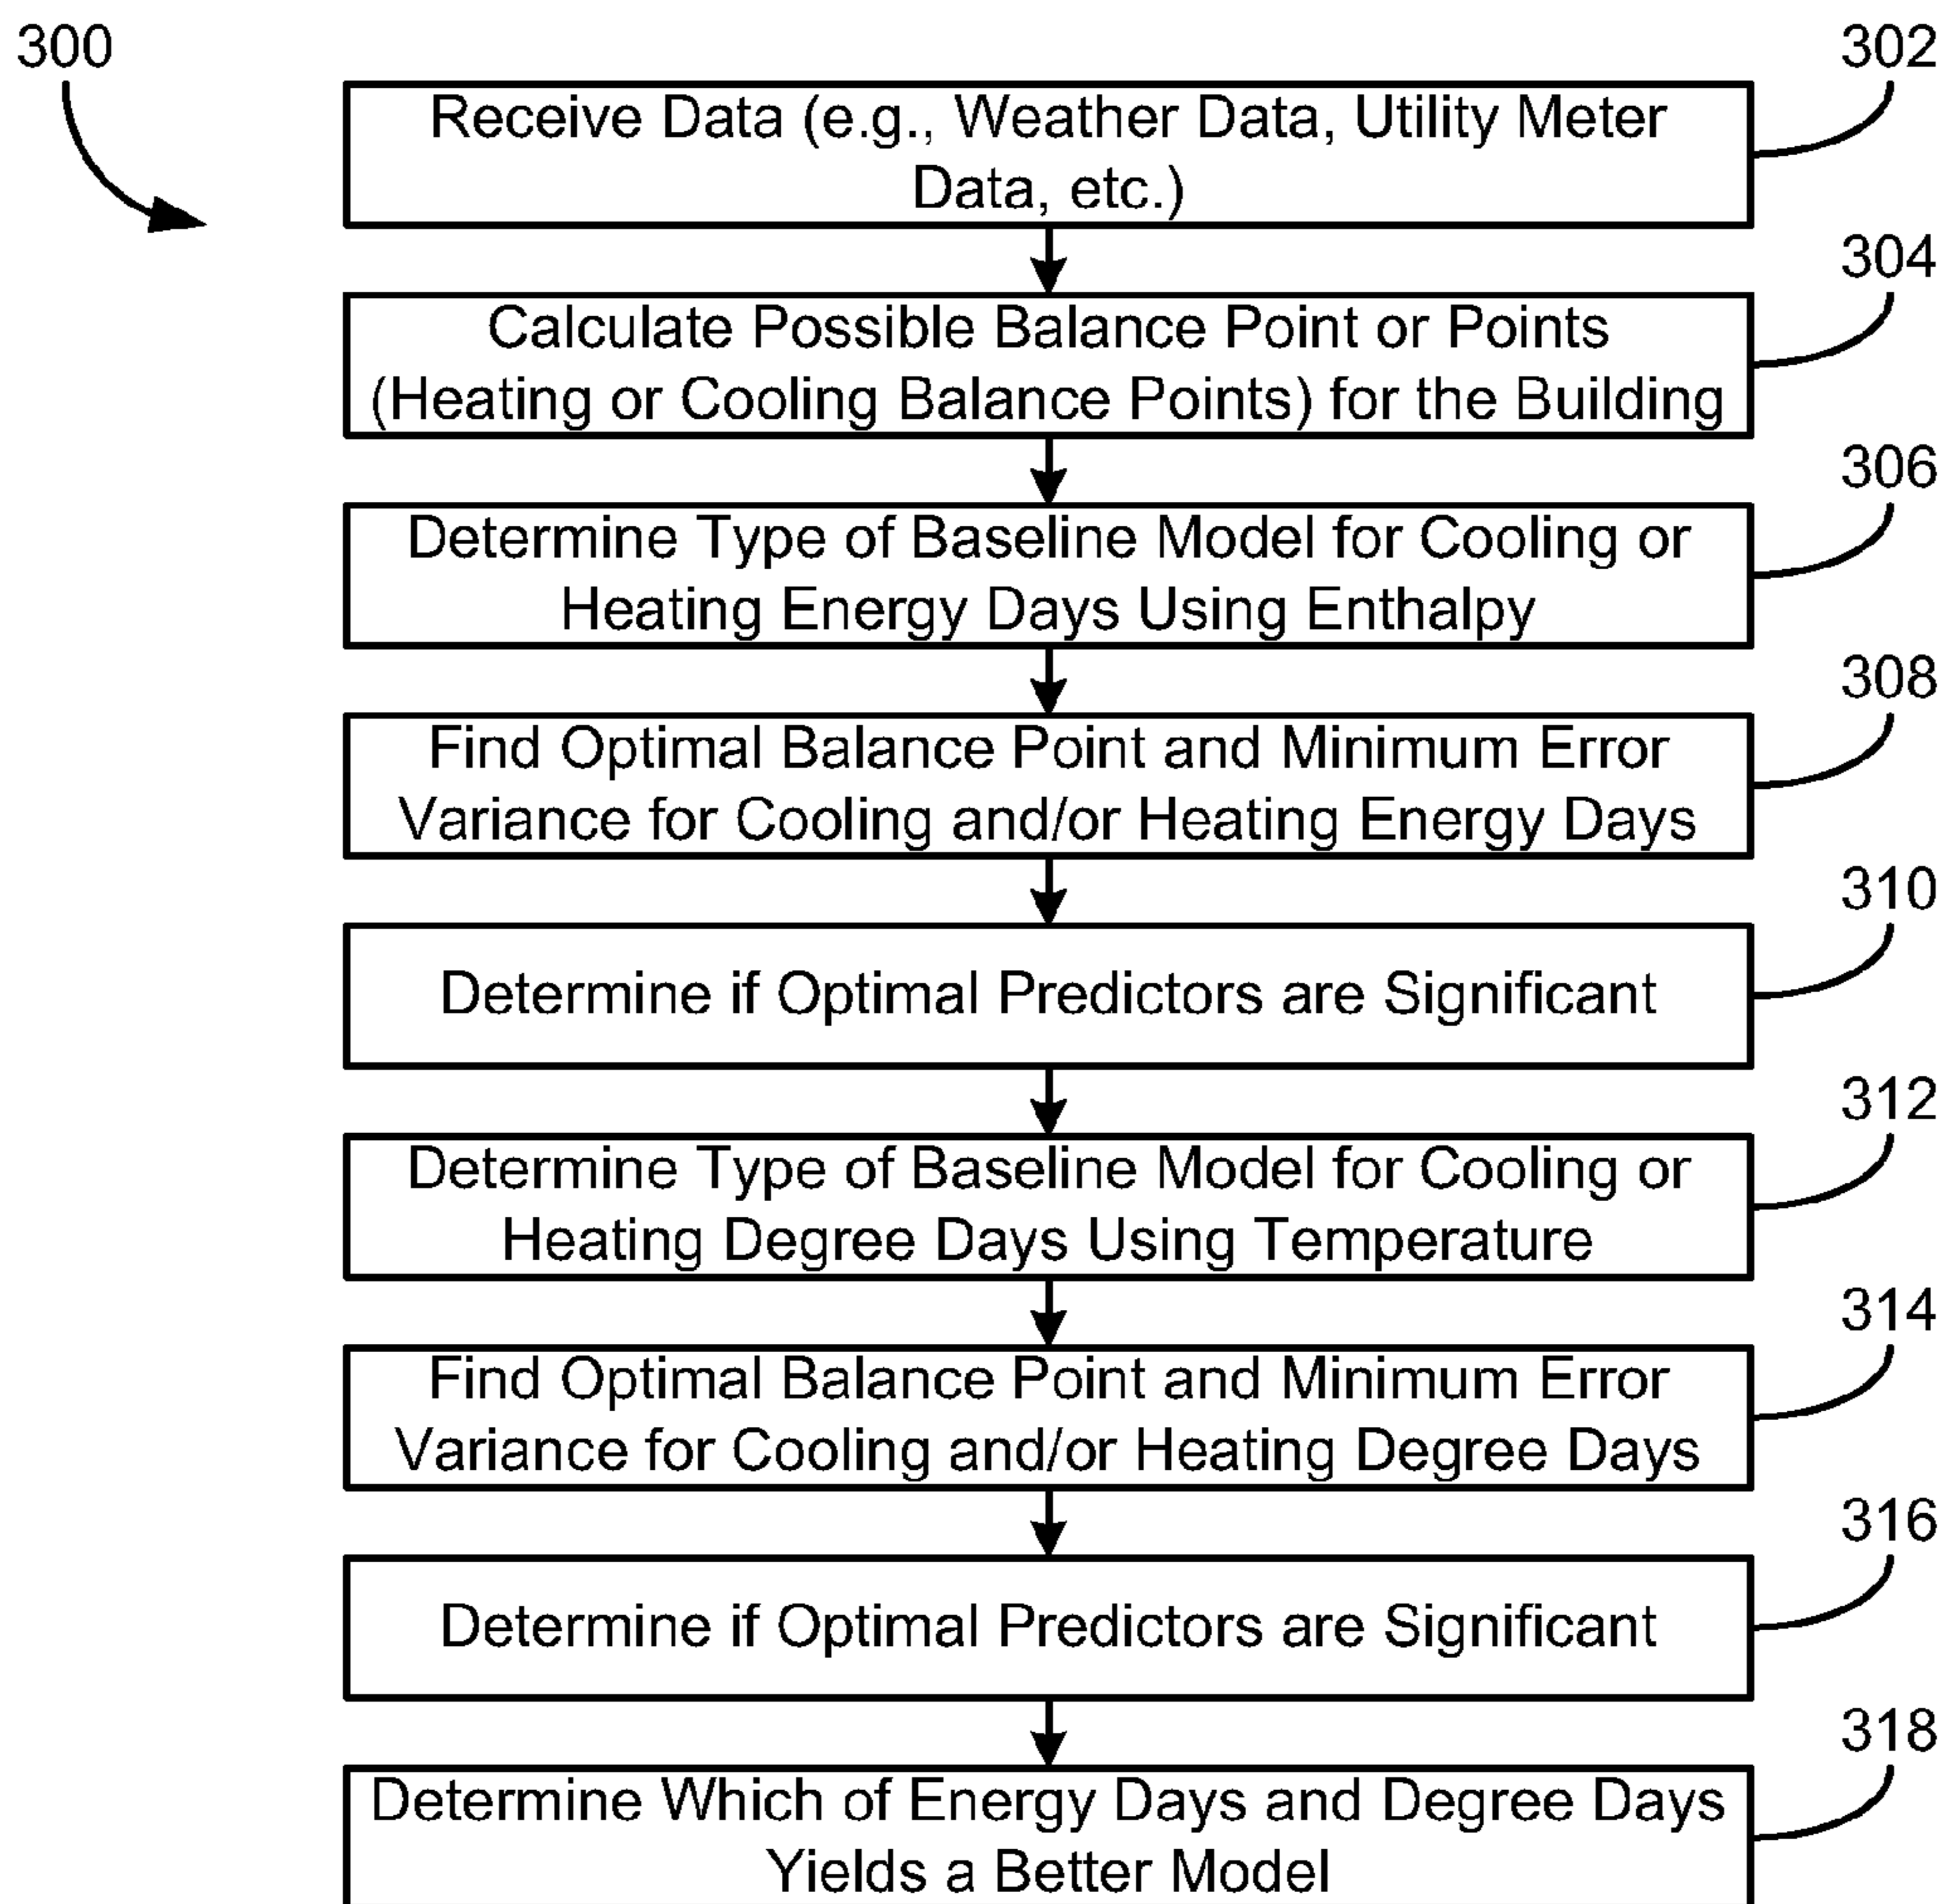 300
302
Receive Data (e.g., Weather Data, Utility Meter
Data, etc.)
304
Calculate Possible Balance Point or Points
(Heating or Cooling Balance Points) for the Building
306
Determine Type of Baseline Model for Cooling or
Heating Energy Days Using Enthalpy
308
Find Optimal Balance Point and Minimum Error
Variance for Cooling and/or Heating Energy Days
310
Determine if Optimal Predictors are Significant
312
Determine Type of Baseline Model for Cooling or
Heating Degree Days Using Temperature
314
Find Optimal Balance Point and Minimum Error
Variance for Cooling and/or Heating Degree Days
316
Determine if Optimal Predictors are Significant
318
Determine Which of Energy Days and Degree Days
Yields a Better Model